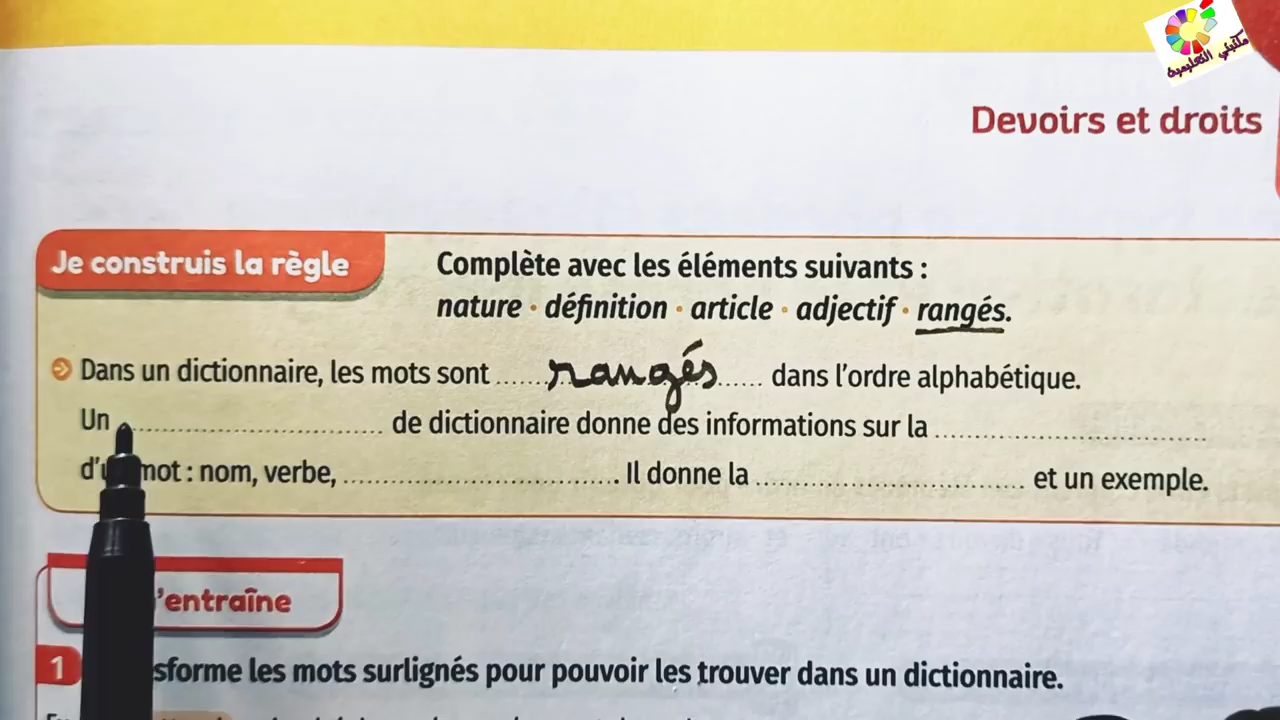 مكتبتي التعليمية
Devoirs et droits
Je construis la règle
Complète avec les éléments suivants :
nature · définition · article · adjectif · rangés.
Dans un dictionnaire, les mots sont ......rangés...... dans l'ordre alphabétique.
Un .................................. de dictionnaire donne des informations sur la ..................................
d'u mot : nom, verbe, .................................. . Il donne la .................................. et un exemple.
'entraîne
1 sforme les mots surlignés pour pouvoir les trouver dans un dictionnaire.